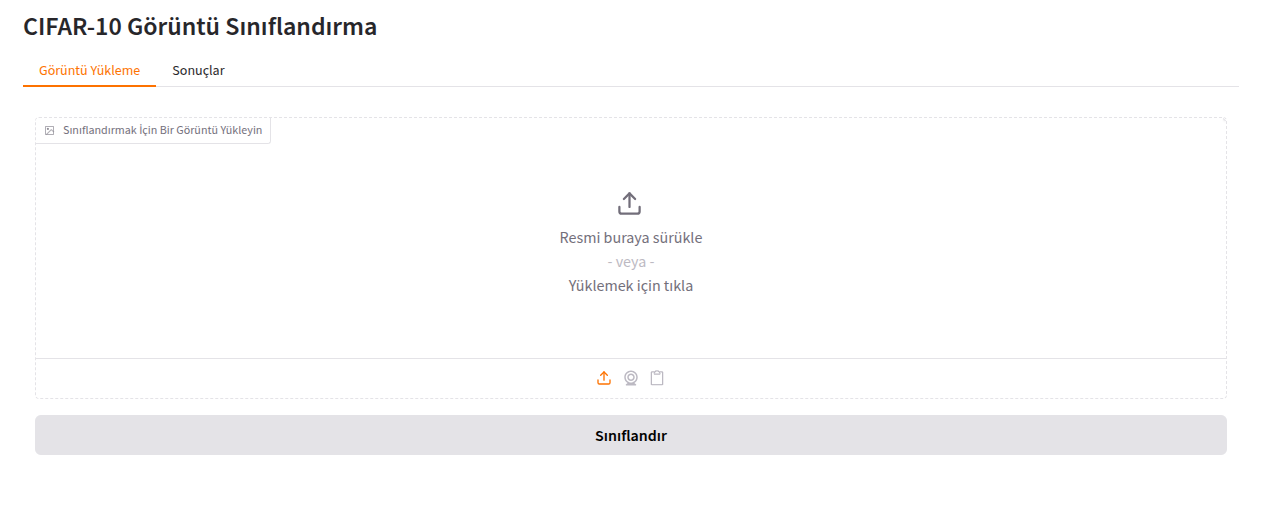 CIFAR-10 Görüntü Sınıflandırma
Görüntü Yükleme
Sonuçlar
Sınıflandırmak İçin Bir Görüntü Yükleyin
Resmi buraya sürükle
- veya -
Yüklemek için tıkla
Sınıflandır